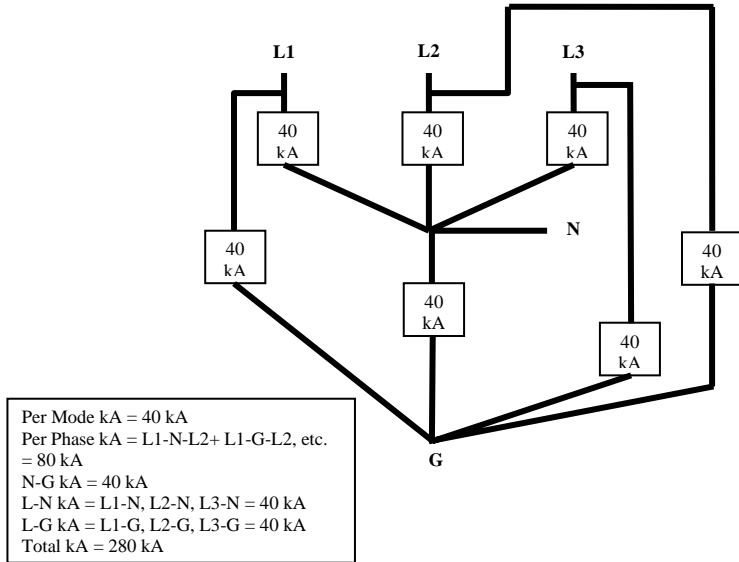 L1 L2 L3
40 kA
40 kA
40 kA
N
40 kA
40 kA
40 kA
40 kA
G
Per Mode kA = 40 kA
Per Phase kA = L1-N-L2+ L1-G-L2, etc.
= 80 kA
N-G kA = 40 kA
L-N kA = L1-N, L2-N, L3-N = 40 kA
L-G kA = L1-G, L2-G, L3-G = 40 kA
Total kA = 280 kA